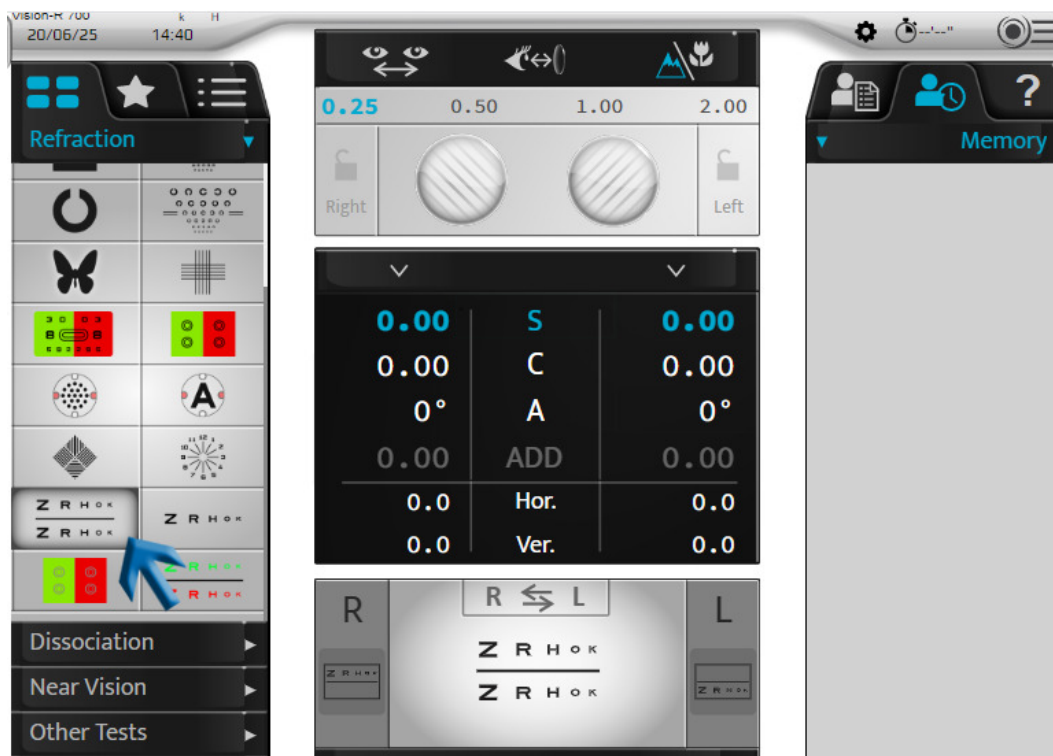 Vision-R 700
k H
20/06/25 14:40
--'--"
Refraction
0.25 0.50 1.00 2.00
Right Left
Memory
?
A
Z R H O K
Z R H O K
Z R H O K
Z R H O K
Z R H O K
0.00 S 0.00
0.00 C 0.00
0° A 0°
0.00 ADD 0.00
0.0 Hor. 0.0
0.0 Ver. 0.0
Dissociation
Near Vision
Other Tests
R R L L
Z R H O K
Z R H O K